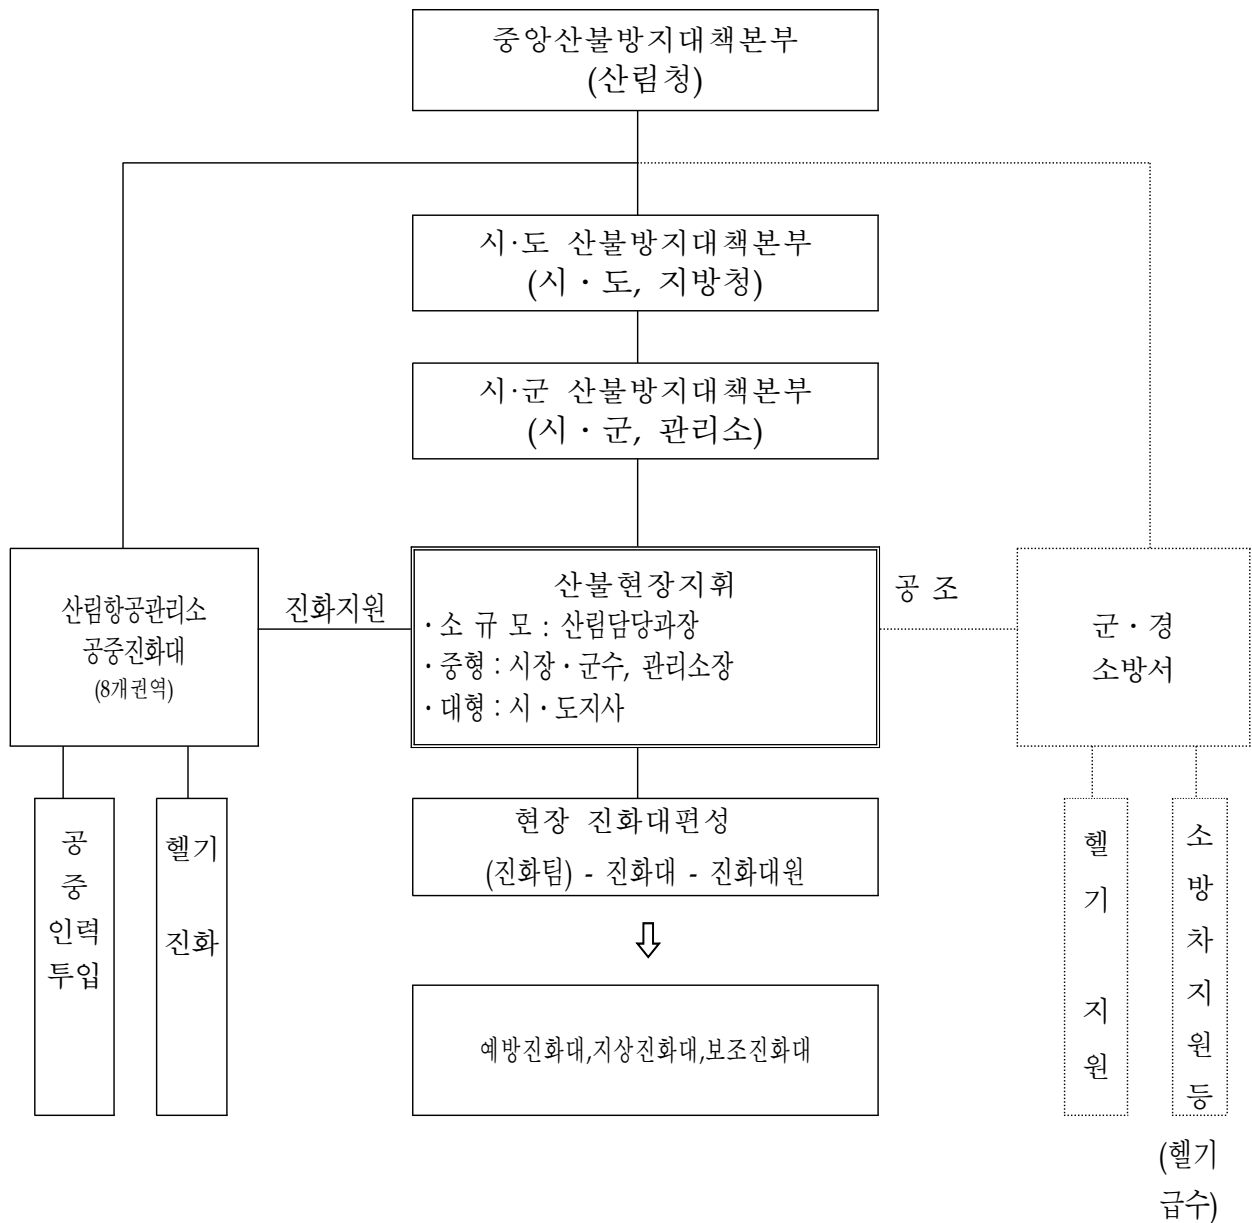 중앙산불방지대책본부
(산림청)
시·도 산불방지대책본부
(시·도, 지방청)
시·군 산불방지대책본부
(시·군, 관리소)
산림항공관리소
공중진화대
(8개권역)
진화지원
산불현장지휘
·소 규 모 : 산림담당과장
·중형 : 시장·군수, 관리소장
·대형 : 시·도지사
공 조
군·경
소방서
공
중
인력
투입
헬기
진화
현장 진화대편성
(진화팀) - 진화대 - 진화대원
⇩
예방진화대,지상진화대,보조진화대
헬
기
지
원
소
방
차
지
원
등
(헬기
급수)